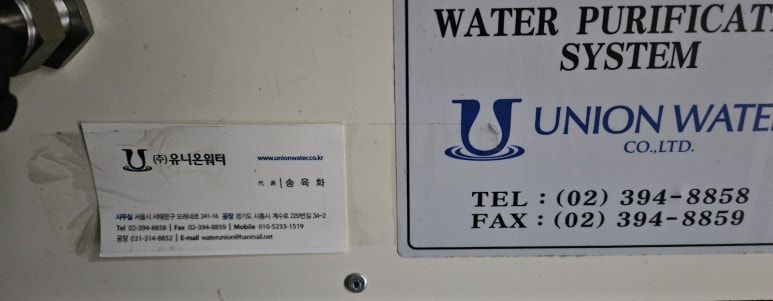 (주)유니온워터
www.unionwater.co.kr
代 表 송 육 화
사무실 서울시 서대문구 모래내로 241-16 공장 경기도 시흥시 계수로 229번길 34-2
Tel 02-394-8858 | Fax 02-394-8859 | Mobile 010-5233-1519
공장 031-314-8852 | E-mail waterunion@hanmail.net
WATER
SYSTEM
UNION
CO.,LTD.
TEL : (02) 394-8858
FAX : (02) 394-8859